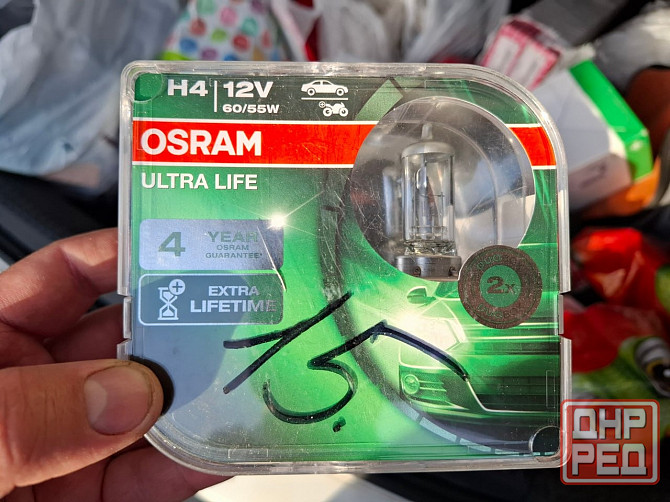 H4 12V
60/55W
OSRAM
ULTRA LIFE
4 YEAR
OSRAM
GUARANTEE*
EXTRA
LIFETIME
2x
ДНР
РЕД